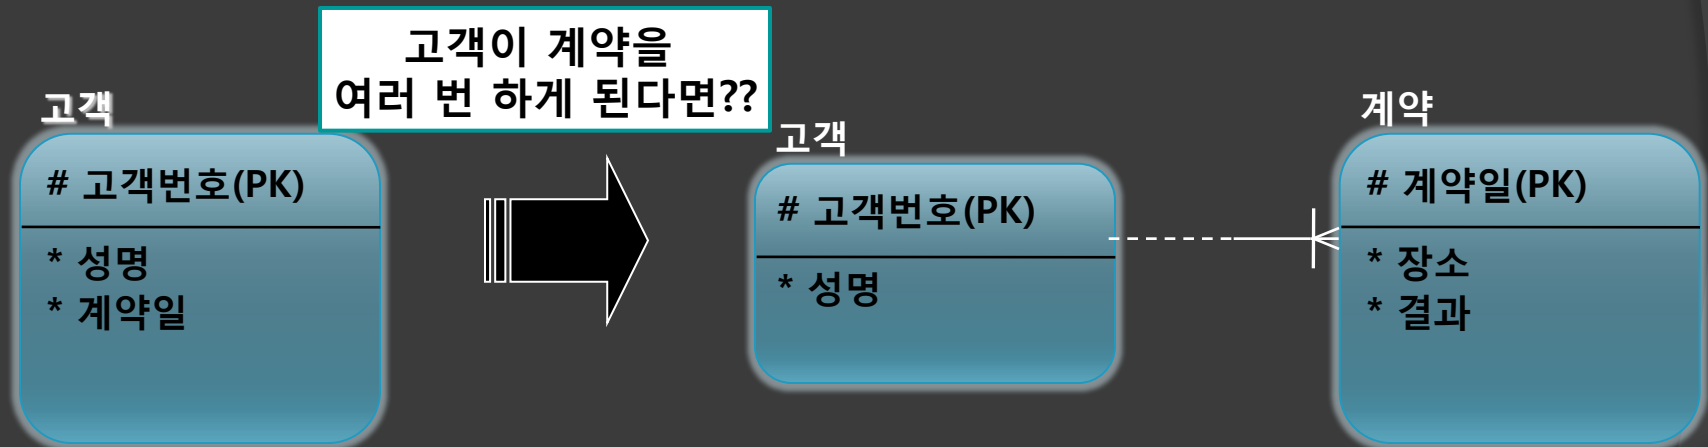 고객이 계약을
여러 번 하게 된다면??
고객
# 고객번호(PK)
* 성명
* 계약일
고객
# 고객번호(PK)
* 성명
계약
# 계약일(PK)
* 장소
* 결과